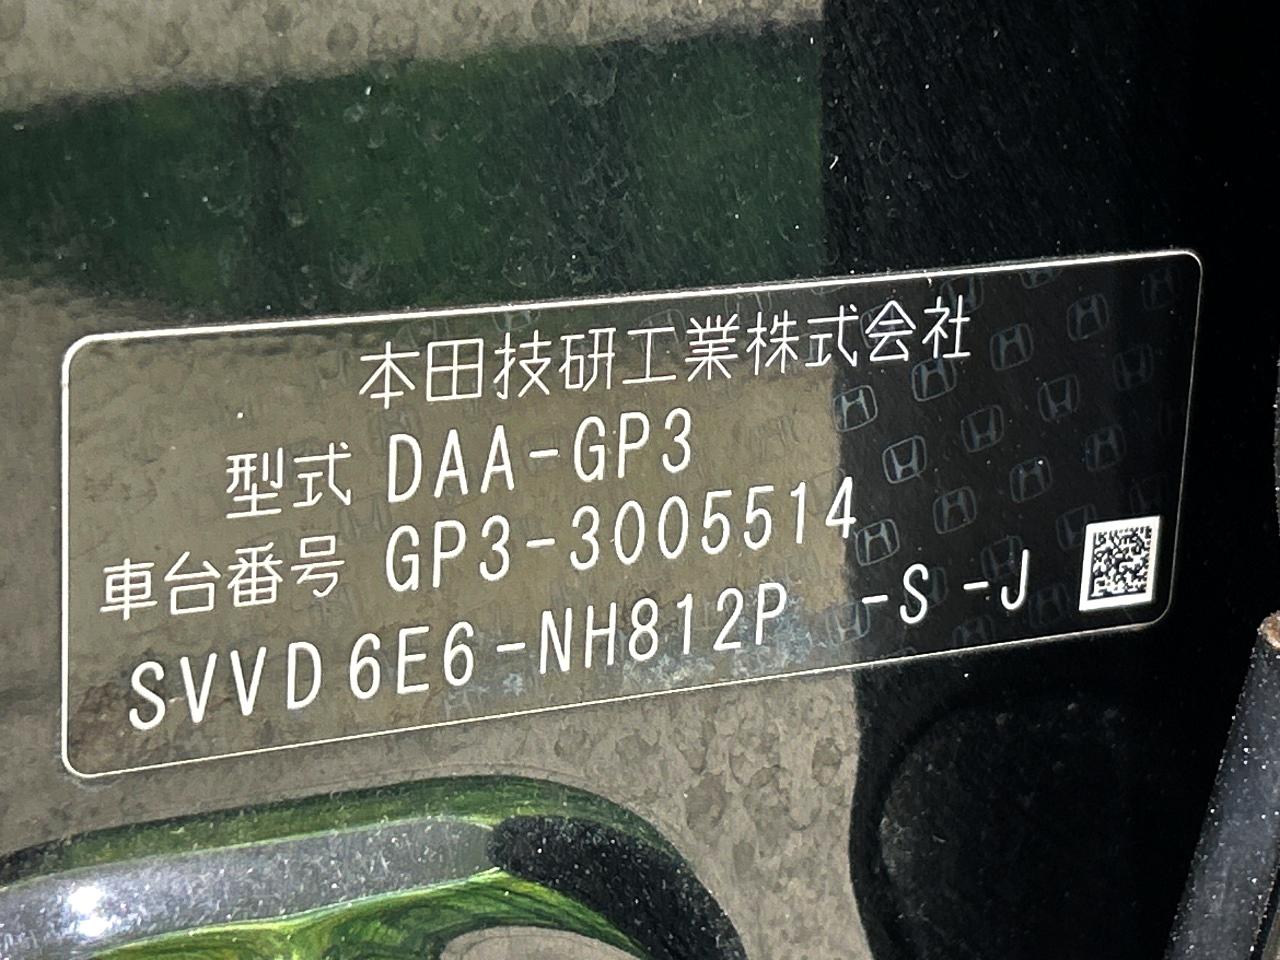 本田技研工業株式会社
型式 DAA-GP3
車台番号 GP3-3005514
SVVD6E6-NH812P -S -J